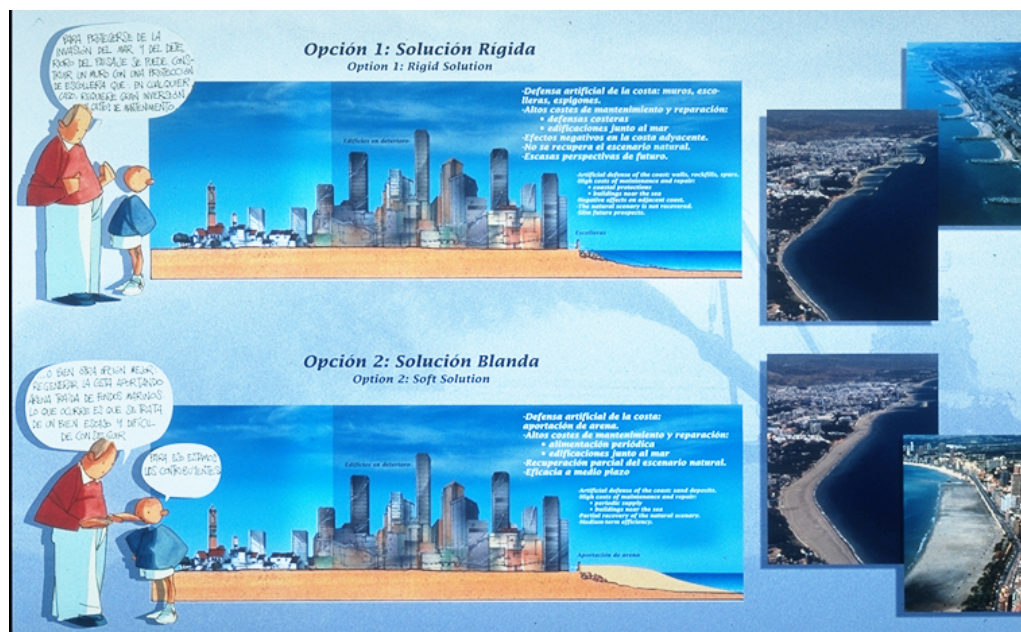 PARA PROTEGERSE DE LA
INVASIÓN DEL MAR Y DEL DETE
RIORO DEL PAISAJE SE PUEDE CONS-
TRUIR UN MURO CON UNA PROTECCIÓN
DE ESCOLLERA QUE, EN CUALQUIER
CASO, REQUIERE GRAN INVERSIÓN
COSTES DE MANTENIMIENTO
Opción 1: Solución Rígida
Option 1: Rigid Solution
Edificios en deterioro
-Defensa artificial de la costa: muros, esco-
lleras, espigones.
-Altos costes de mantenimiento y reparación:
• defensas costeras
• edificaciones junto al mar
-Efectos negativos en la costa adyacente.
-No se recupera el escenario natural.
-Escasas perspectivas de futuro.
-Artificial defense of the coast: walls, rockfills, spurs.
-High costs of maintenance and repair:
• coastal protections
• buildings near the sea
-Negative effects on adjacent coast.
-The natural scenery is not recovered.
-Slim future prospects.
Escolleras
...O BIEN OTRA OPCIÓN MEJOR:
REGENERAR LA COSTA APORTANDO
ARENA TRAÍDA DE FONDOS MARINOS
LO QUE OCURRE ES QUE SE TRATA
DE UN BIEN ESCASO Y DIFÍCIL
DE CONSEGUIR
PARA ESO ESTAMOS
LOS CONTRIBUYENTES
Opción 2: Solución Blanda
Option 2: Soft Solution
Edificios en deterioro
-Defensa artificial de la costa:
aportación de arena.
-Altos costes de mantenimiento y reparación:
• alimentación periódica
• edificaciones junto al mar
-Recuperación parcial del escenario natural.
-Eficacia a medio plazo
-Artificial defense of the coast: sand deposits.
-High costs of maintenance and repair:
• periodic supply
• buildings near the sea
-Partial recovery of the natural scenery.
-Medium-term efficiency.
Aportación de arena